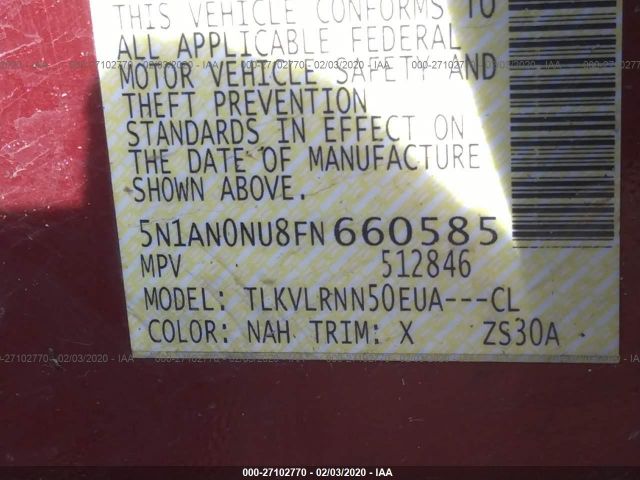 THIS VEHICLE CONFORMS TO
ALL APPLICABLE FEDERAL
MOTOR VEHICLE SAFETY AND
THEFT PREVENTION
STANDARDS IN EFFECT ON
THE DATE OF MANUFACTURE
SHOWN ABOVE.
5N1AN0NU8FN660585
MPV 512846
MODEL: TLKVLRNN50EUA---CL
COLOR: NAH TRIM: X ZS30A
000-27102770 - 02/03/2020 - IAA